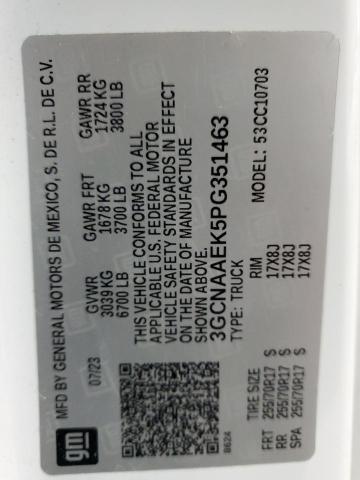 MFD BY GENERAL MOTORS DE MEXICO, S. DE R.L. DE C.V.
07/23 GVWR GAWR FRT GAWR RR
3039 KG 1678 KG 1724 KG
6700 LB 3700 LB 3800 LB
THIS VEHICLE CONFORMS TO ALL
APPLICABLE U.S. FEDERAL MOTOR
VEHICLE SAFETY STANDARDS IN EFFECT
ON THE DATE OF MANUFACTURE
SHOWN ABOVE.
3GCNAAEK5PG351463
TYPE: TRUCK MODEL: 53CC10703
gm
8624
TIRE SIZE RIM
FRT 255/70R17 S 17X8J
RR 255/70R17 S 17X8J
SPA 255/70R17 S 17X8J